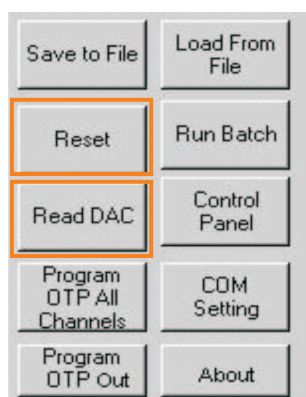 Save to File
Load From
File
Reset
Run Batch
Read DAC
Control
Panel
Program
OTP All
Channels
COM
Setting
Program
OTP Out
About